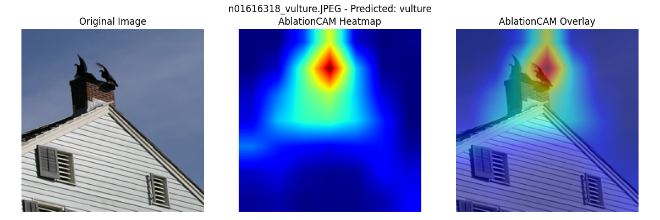 n01616318_vulture.JPEG - Predicted: vulture
Original Image
AblationCAM Heatmap
AblationCAM Overlay